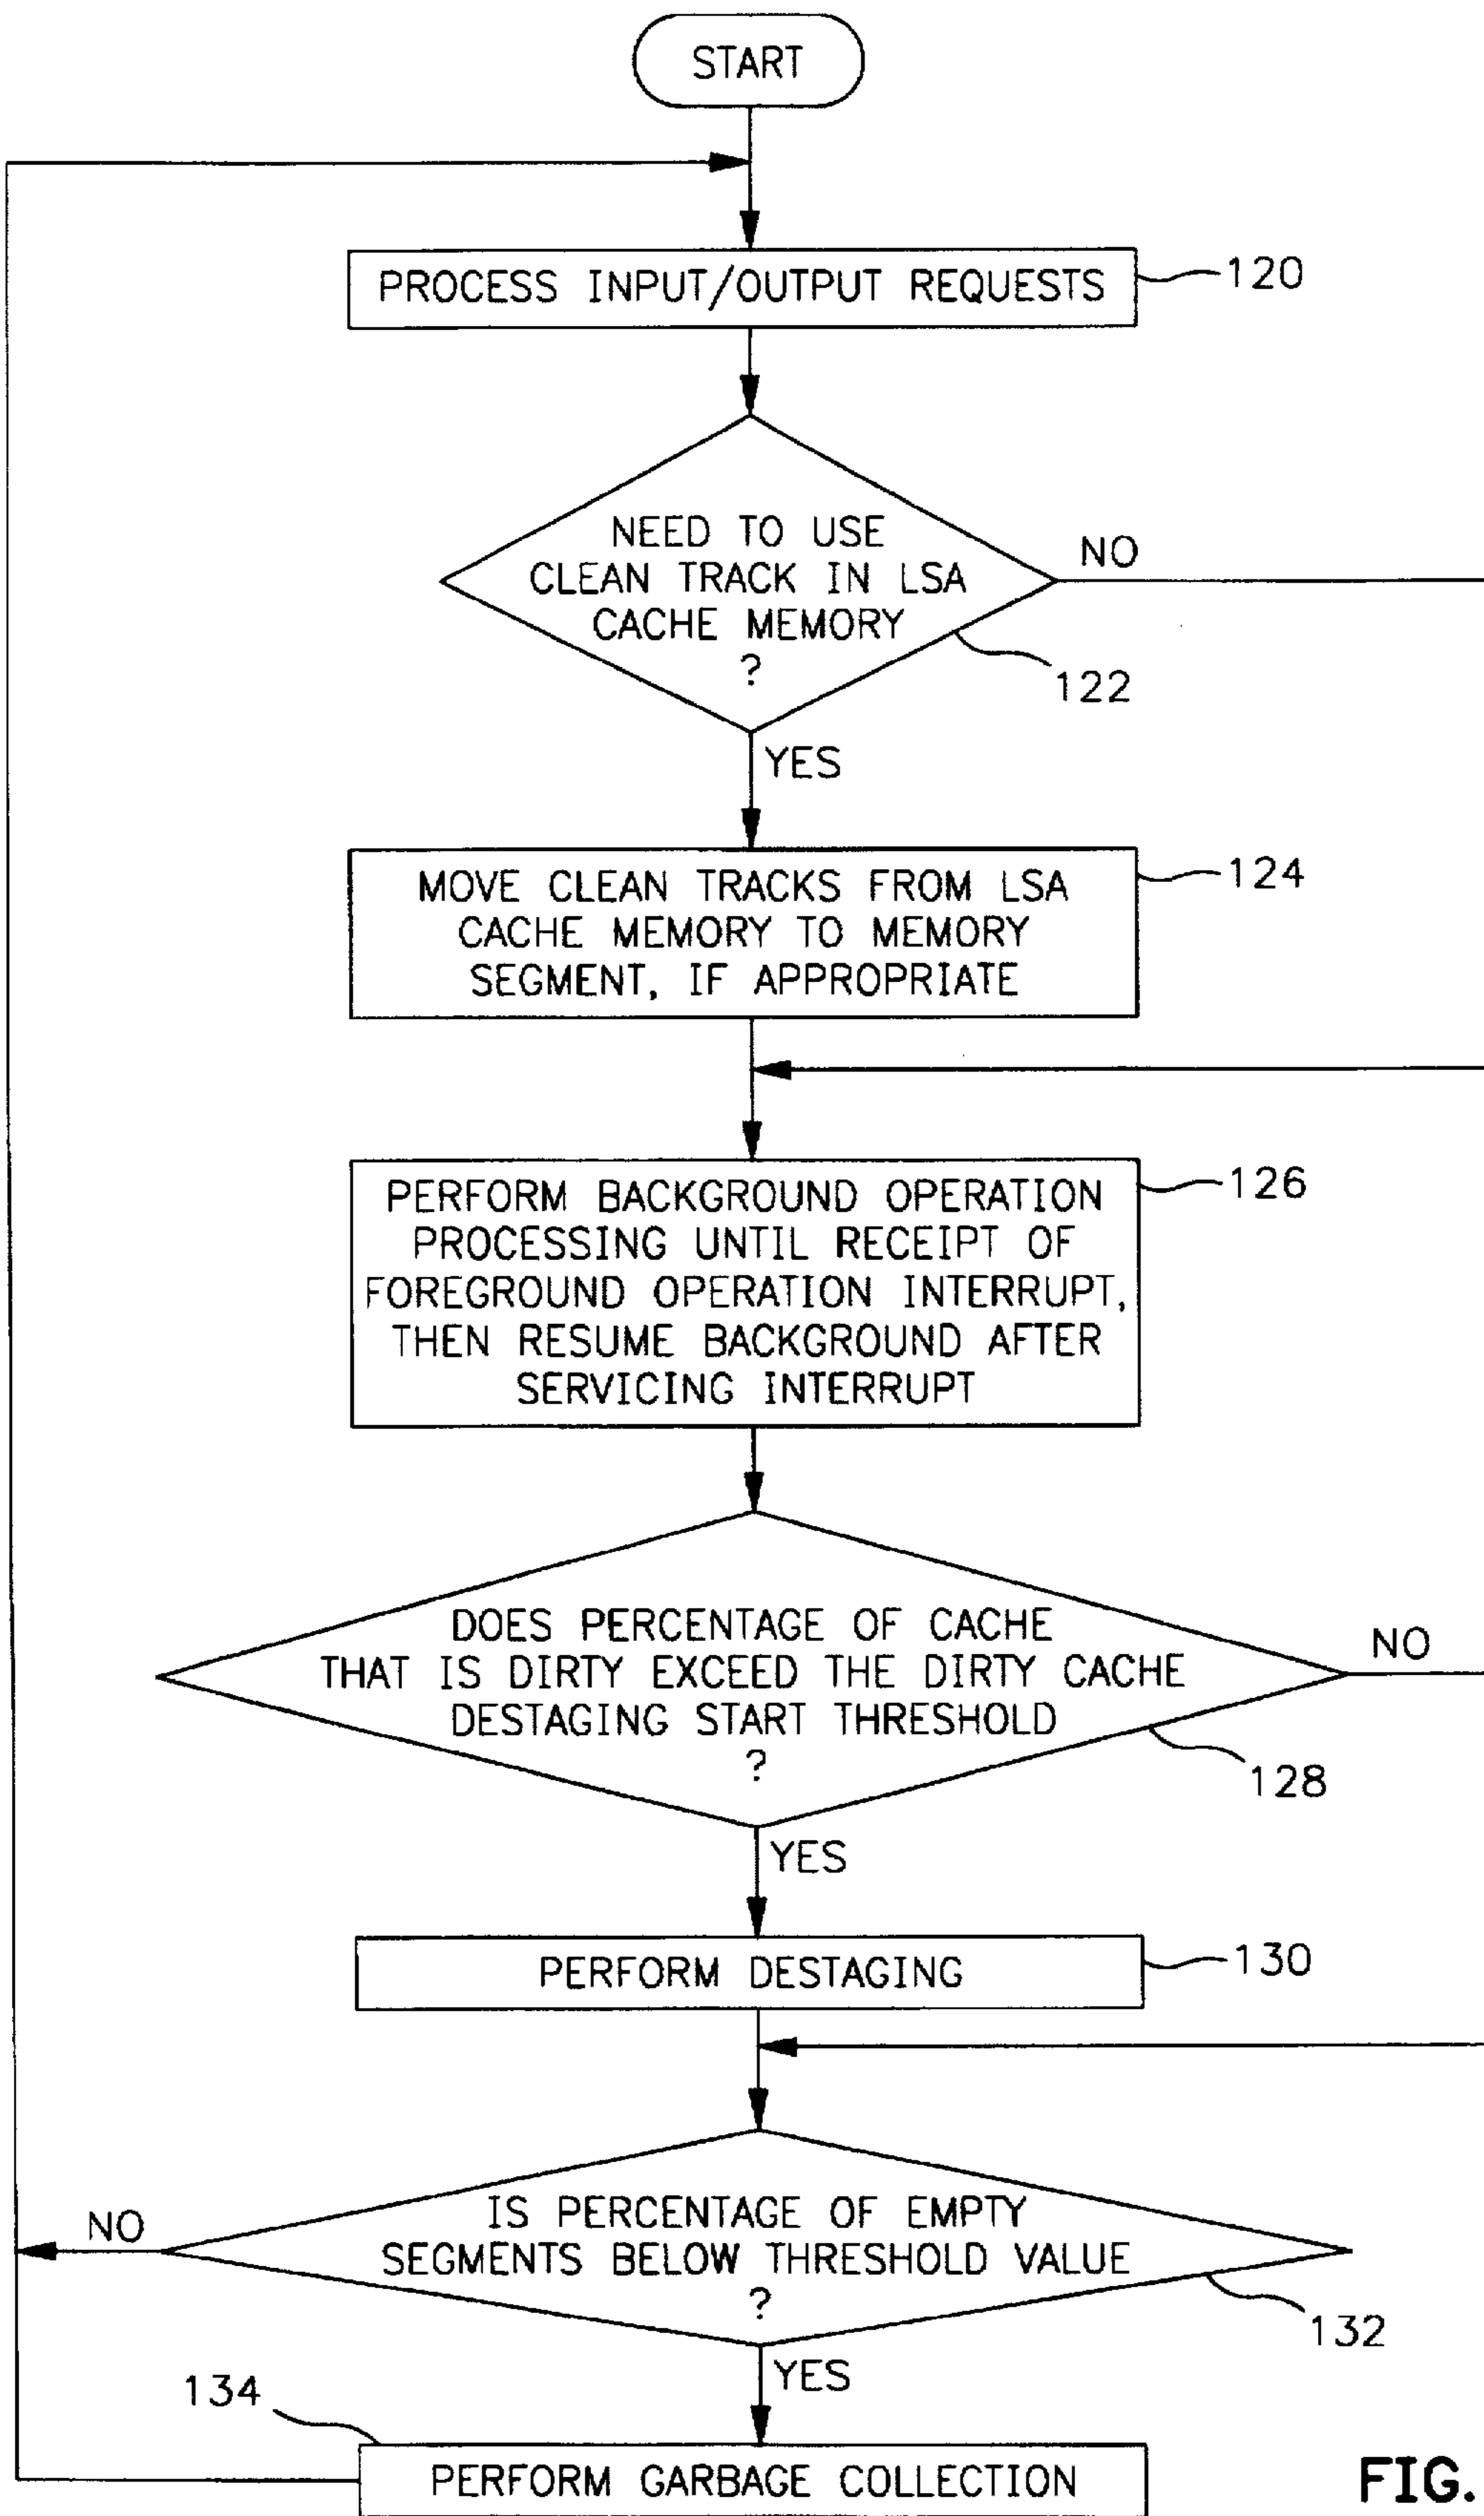 START
PROCESS INPUT/OUTPUT REQUESTS
120
NEED TO USE
CLEAN TRACK IN LSA
CACHE MEMORY
?
NO
122
YES
MOVE CLEAN TRACKS FROM LSA
CACHE MEMORY TO MEMORY
SEGMENT, IF APPROPRIATE
124
PERFORM BACKGROUND OPERATION
PROCESSING UNTIL RECEIPT OF
FOREGROUND OPERATION INTERRUPT,
THEN RESUME BACKGROUND AFTER
SERVICING INTERRUPT
126
DOES PERCENTAGE OF CACHE
THAT IS DIRTY EXCEED THE DIRTY CACHE
DESTAGING START THRESHOLD
?
NO
128
YES
PERFORM DESTAGING
130
IS PERCENTAGE OF EMPTY
SEGMENTS BELOW THRESHOLD VALUE
?
NO
132
YES
134
PERFORM GARBAGE COLLECTION
FIG.